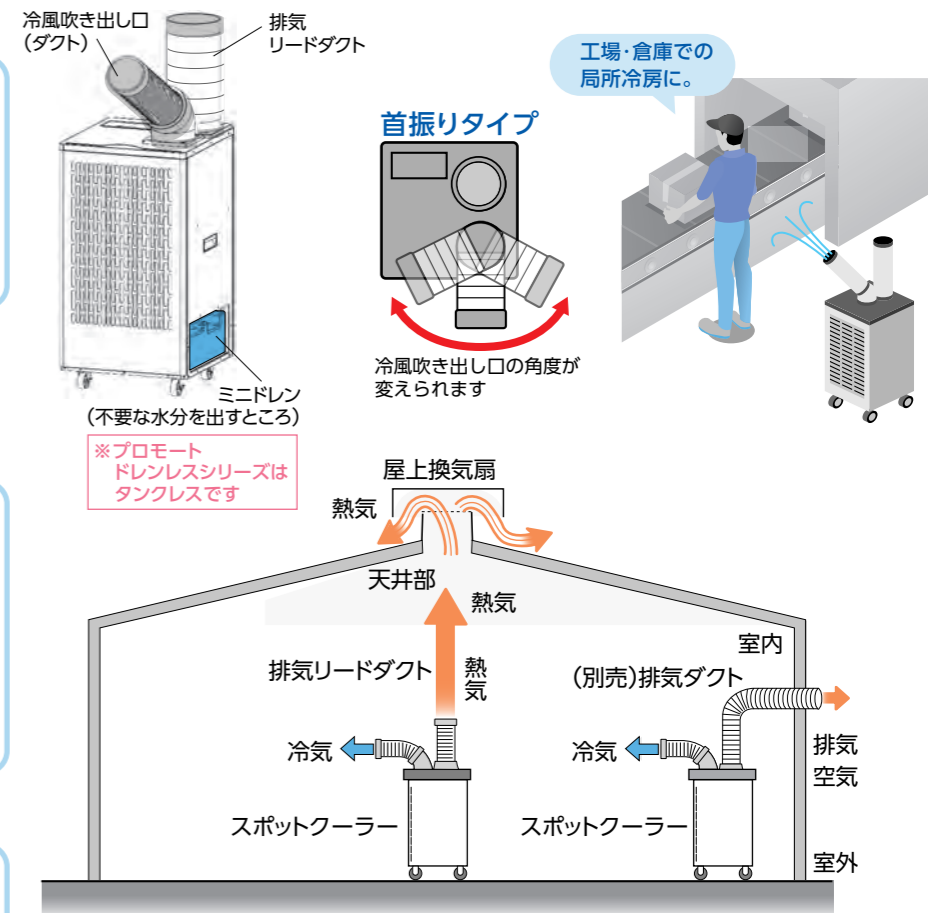 冷風吹き出し口
（ダクト）
排気
リードダクト
工場・倉庫での
局所冷房に。
首振りタイプ
冷風吹き出し口の角度が
変えられます
ミニドレン
（不要な水分を出すところ）
※プロモート
ドレンレスシリーズは
タンクレスです
屋上換気扇
熱気
天井部
熱気
室内
排気リードダクト
熱気
（別売）排気ダクト
冷気
冷気
排気
空気
スポットクーラー
スポットクーラー
室外